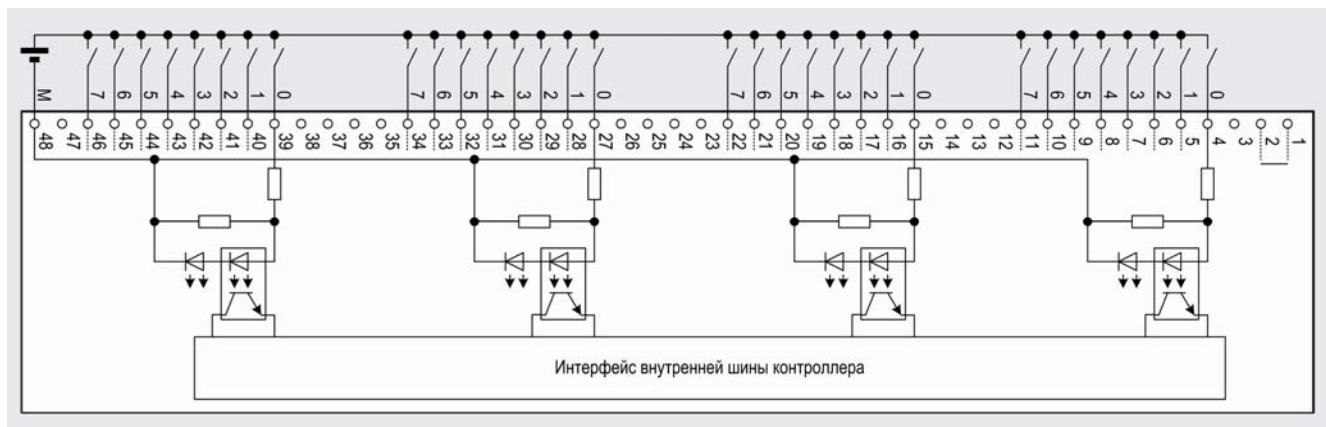 M 7 6 5 4 3 2 1 0 7 6 5 4 3 2 1 0 7 6 5 4 3 2 1 0 7 6 5 4 3 2 1 0
48 47 46 45 44 43 42 41 40 39 38 37 36 35 34 33 32 31 30 29 28 27 26 25 24 23 22 21 20 19 18 17 16 15 14 13 12 11 10 9 8 7 6 5 4 3 2 1
Интерфейс внутренней шины контроллера